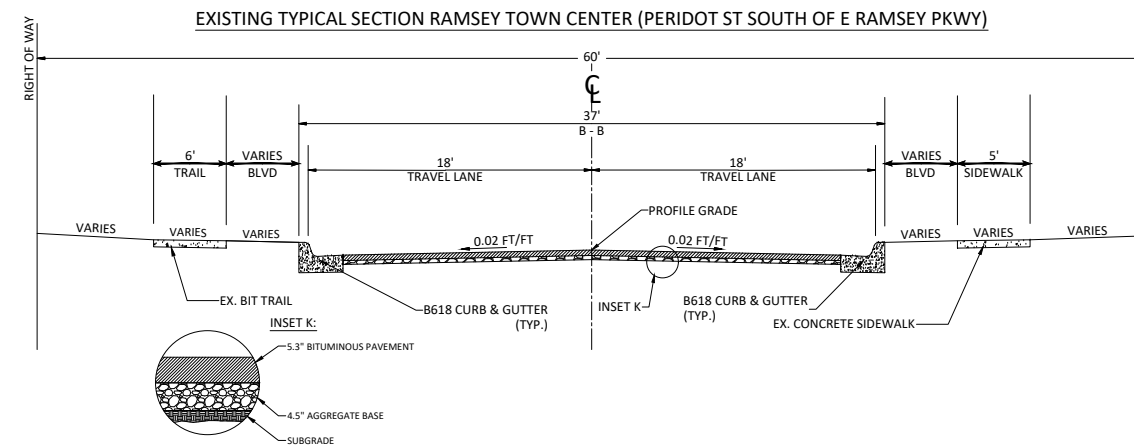 EXISTING TYPICAL SECTION RAMSEY TOWN CENTER (PERIDOT ST SOUTH OF E RAMSEY PKWY)
RIGHT OF WAY
60'
CL
37'
B - B
6'
TRAIL
VARIES
BLVD
18'
TRAVEL LANE
18'
TRAVEL LANE
VARIES
BLVD
5'
SIDEWALK
PROFILE GRADE
VARIES
VARIES
VARIES
0.02 FT/FT
0.02 FT/FT
VARIES
VARIES
VARIES
EX. BIT TRAIL
B618 CURB & GUTTER
(TYP.)
INSET K
B618 CURB & GUTTER
(TYP.)
EX. CONCRETE SIDEWALK
INSET K:
5.3" BITUMINOUS PAVEMENT
4.5" AGGREGATE BASE
SUBGRADE